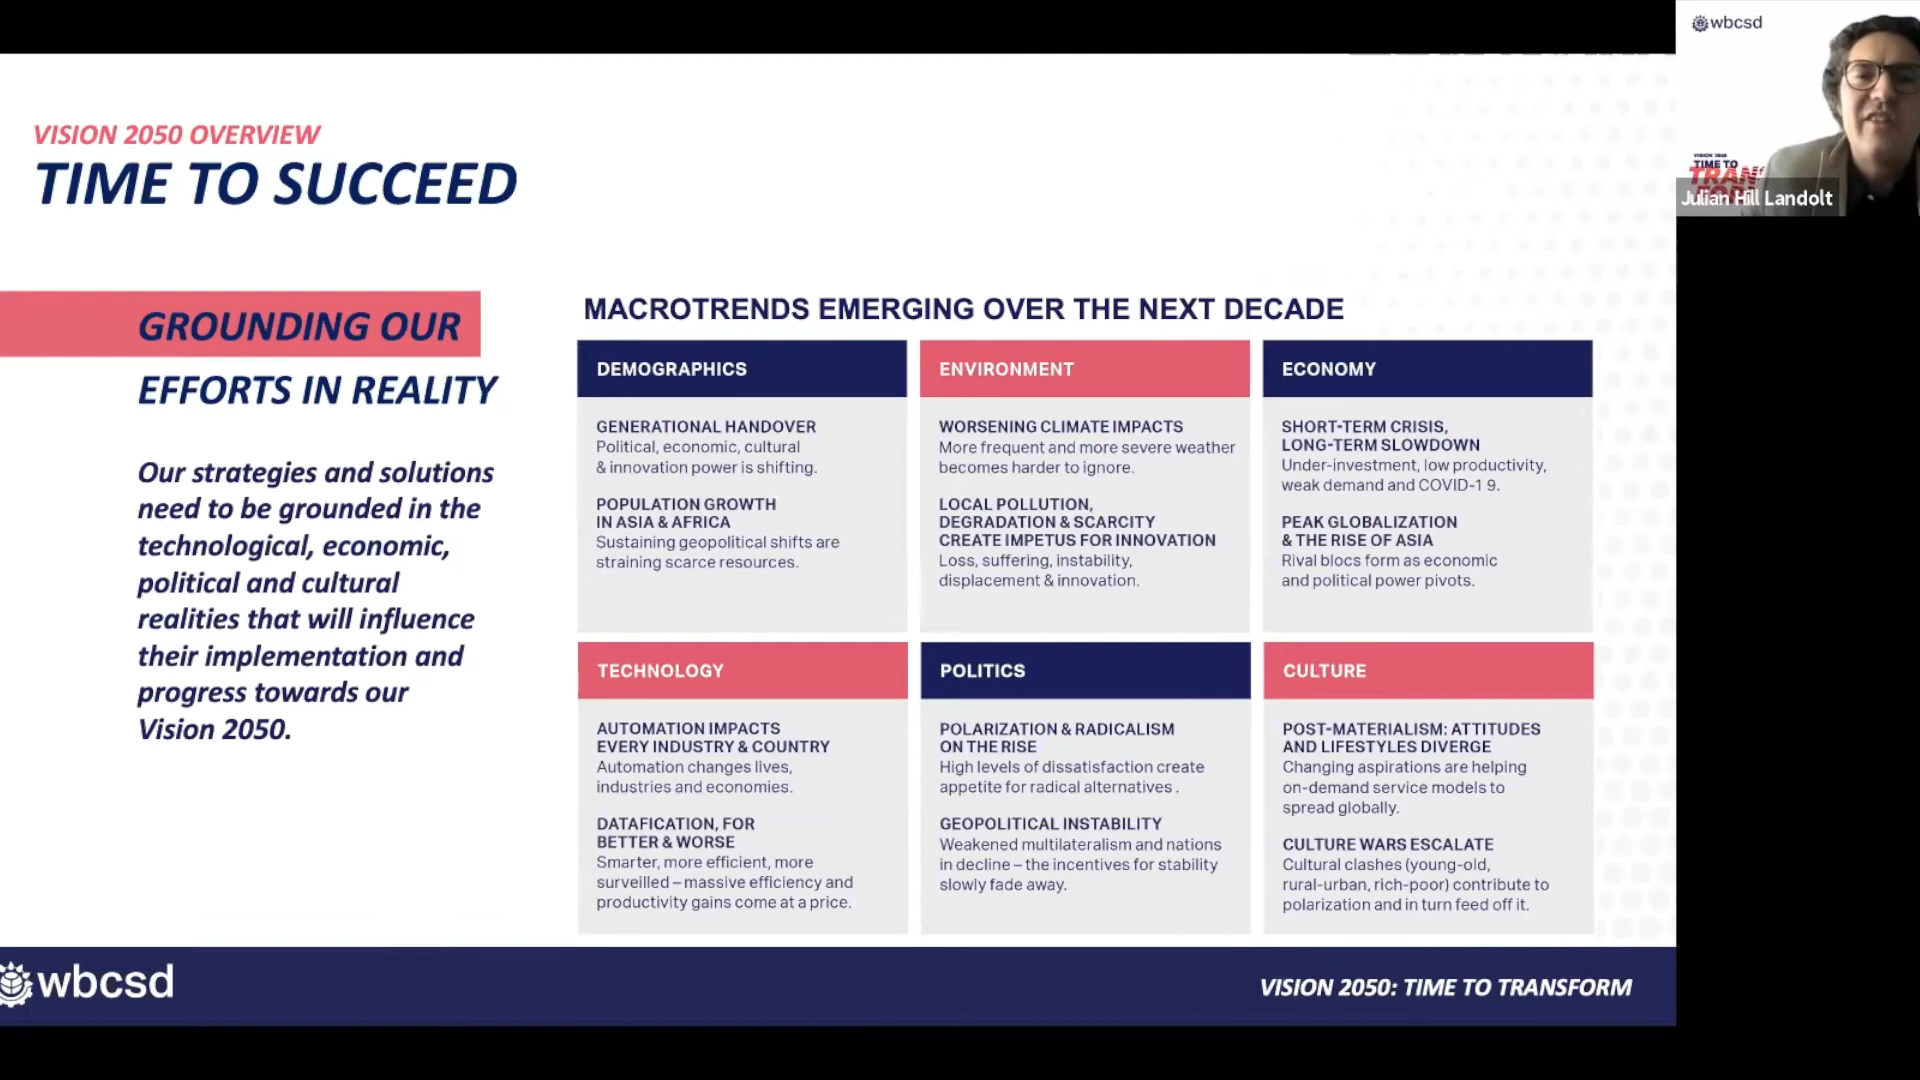 VISION 2050 OVERVIEW
TIME TO SUCCEED
GROUNDING OUR
EFFORTS IN REALITY
Our strategies and solutions
need to be grounded in the
technological, economic,
political and cultural
realities that will influence
their implementation and
progress towards our
Vision 2050.
MACROTRENDS EMERGING OVER THE NEXT DECADE
DEMOGRAPHICS
GENERATIONAL HANDOVER
Political, economic, cultural
& innovation power is shifting.
POPULATION GROWTH
IN ASIA & AFRICA
Sustaining geopolitical shifts are
straining scarce resources.
ENVIRONMENT
WORSENING CLIMATE IMPACTS
More frequent and more severe weather
becomes harder to ignore.
LOCAL POLLUTION,
DEGRADATION & SCARCITY
CREATE IMPETUS FOR INNOVATION
Loss, suffering, instability,
displacement & innovation.
ECONOMY
SHORT-TERM CRISIS,
LONG-TERM SLOWDOWN
Under-investment, low productivity,
weak demand and COVID-1 9.
PEAK GLOBALIZATION
& THE RISE OF ASIA
Rival blocs form as economic
and political power pivots.
TECHNOLOGY
AUTOMATION IMPACTS
EVERY INDUSTRY & COUNTRY
Automation changes lives,
industries and economies.
DATAFICATION, FOR
BETTER & WORSE
Smarter, more efficient, more
surveilled – massive efficiency and
productivity gains come at a price.
POLITICS
POLARIZATION & RADICALISM
ON THE RISE
High levels of dissatisfaction create
appetite for radical alternatives .
GEOPOLITICAL INSTABILITY
Weakened multilateralism and nations
in decline – the incentives for stability
slowly fade away.
CULTURE
POST-MATERIALISM: ATTITUDES
AND LIFESTYLES DIVERGE
Changing aspirations are helping
on-demand service models to
spread globally.
CULTURE WARS ESCALATE
Cultural clashes (young-old,
rural-urban, rich-poor) contribute to
polarization and in turn feed off it.
wbcsd
VISION 2050: TIME TO TRANSFORM
wbcsd
VISION 2050
TIME TO
TRANS
Julian Hill Landolt